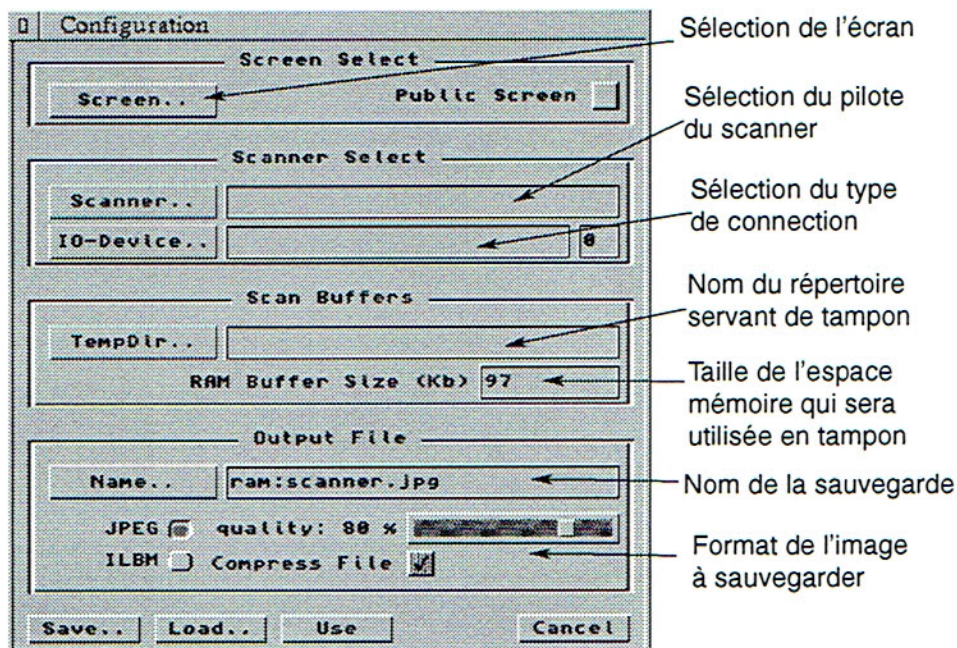 Configuration
Screen Select
Screen..
Public Screen
Scanner Select
Scanner..
IO-Device..
0
Scan Buffers
TempDir..
RAM Buffer Size (Kb)
97
Output File
Name..
ram:scanner.jpg
JPEG
quality: 80 %
ILBM
Compress File
Save..
Load..
Use
Cancel
Sélection de l'écran
Sélection du pilote
du scanner
Sélection du type
de connection
Nom du répertoire
servant de tampon
Taille de l'espace
mémoire qui sera
utilisée en tampon
Nom de la sauvegarde
Format de l'image
à sauvegarder